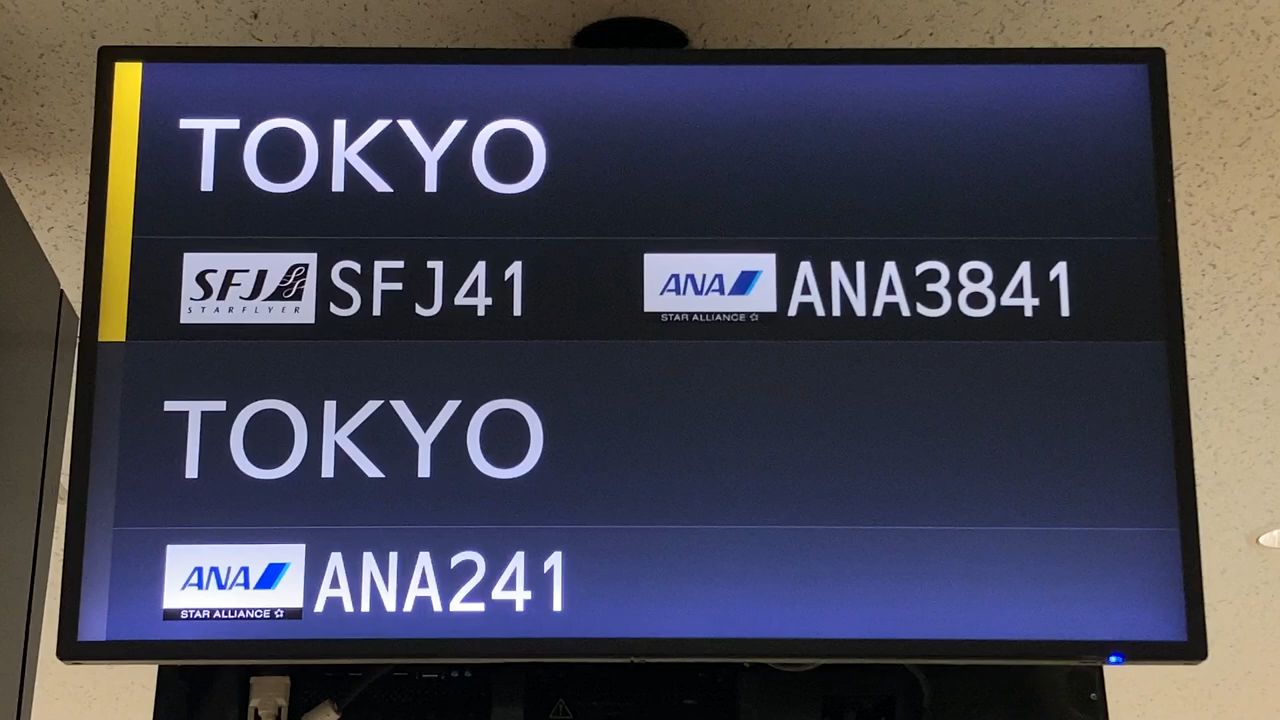 TOKYO
SFJ STARFLYER SFJ41 ANA STAR ALLIANCE ANA3841
TOKYO
ANA STAR ALLIANCE ANA241